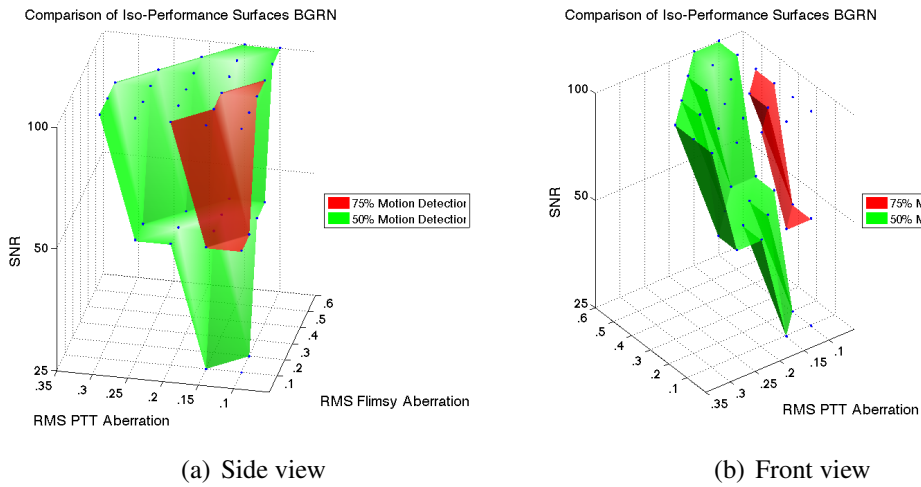 Comparison of Iso-Performance Surfaces BGRN
100
SNR
50
25
.35
.3
.25
.2
.15
.1
.1
.2
.3
.4
.5
.6
RMS PTT Aberration
RMS Flimsy Aberration
75% Motion Detection
50% Motion Detection
(a) Side view
Comparison of Iso-Performance Surfaces BGRN
100
SNR
50
25
.6
.5
.4
.3
.2
.1
.35
.3
.25
.2
.15
.1
RMS PTT Aberration
75% M
50% M
(b) Front view